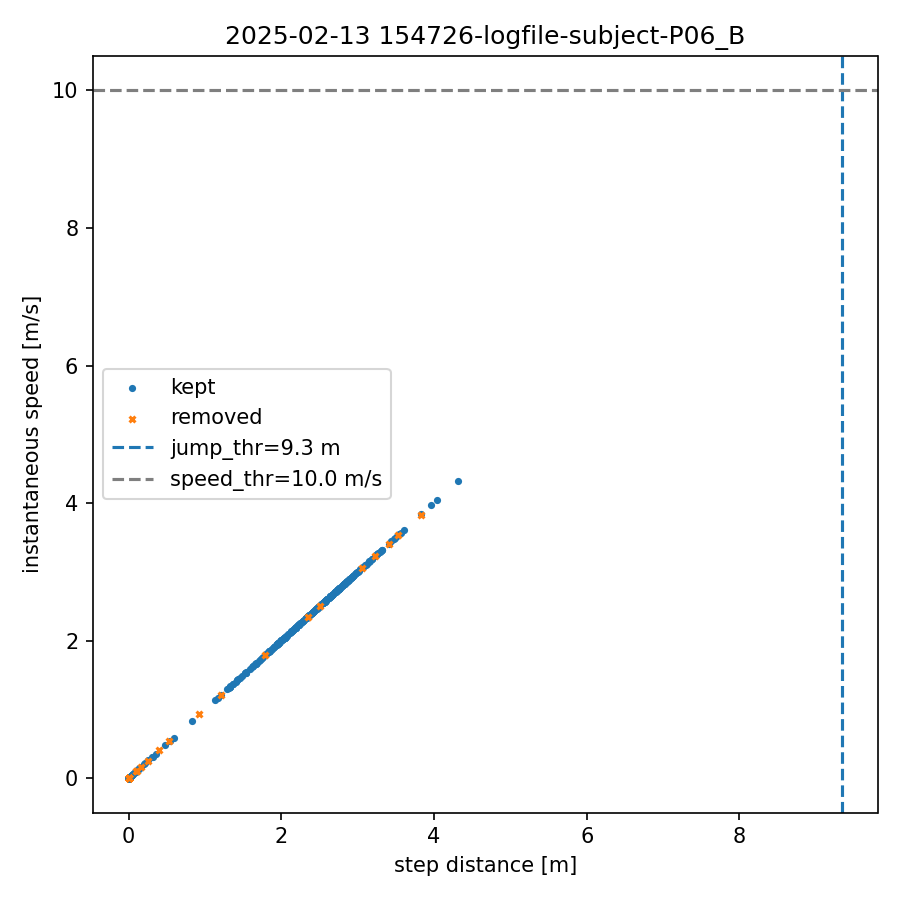 2025-02-13 154726-logfile-subject-P06_B
instantaneous speed [m/s]
10
8
6
4
2
0
kept
removed
jump_thr=9.3 m
speed_thr=10.0 m/s
0 2 4 6 8
step distance [m]